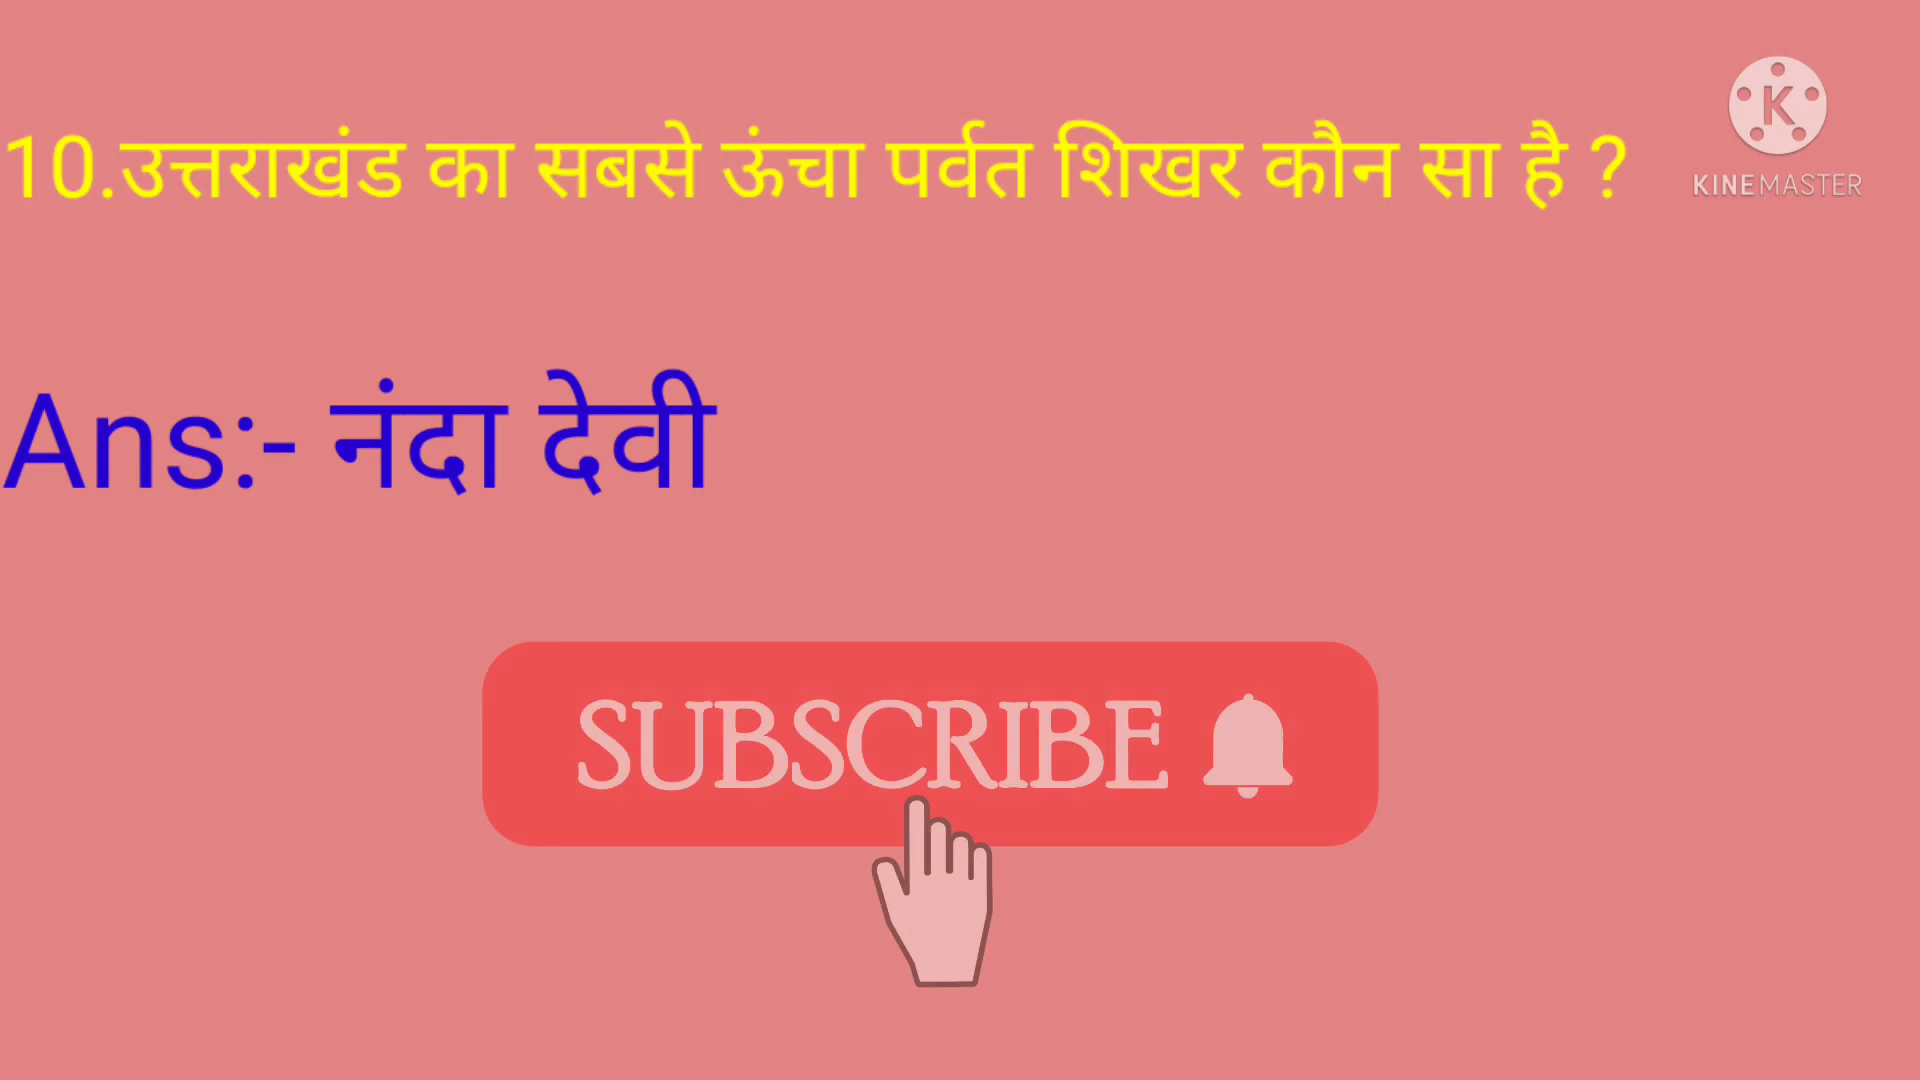 10.उत्तराखंड का सबसे ऊंचा पर्वत शिखर कौन सा है ?
KINEMASTER
Ans:- नंदा देवी
SUBSCRIBE